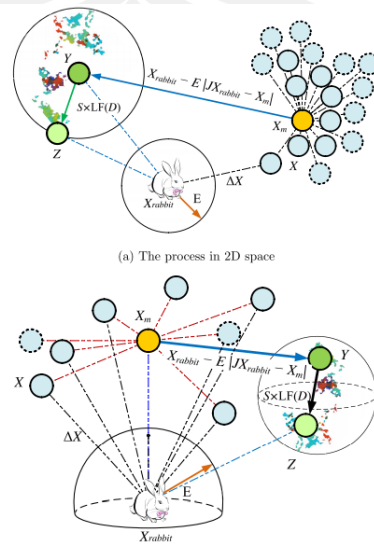 Y
X_rabbit − E |JX_rabbit − X_m|
S×LF(D)
X_m
Z
X
ΔX
E
X_rabbit
(a) The process in 2D space
X_m
Y
X_rabbit − E |JX_rabbit − X_m|
X
S×LF(D)
ΔX
Z
E
X_rabbit